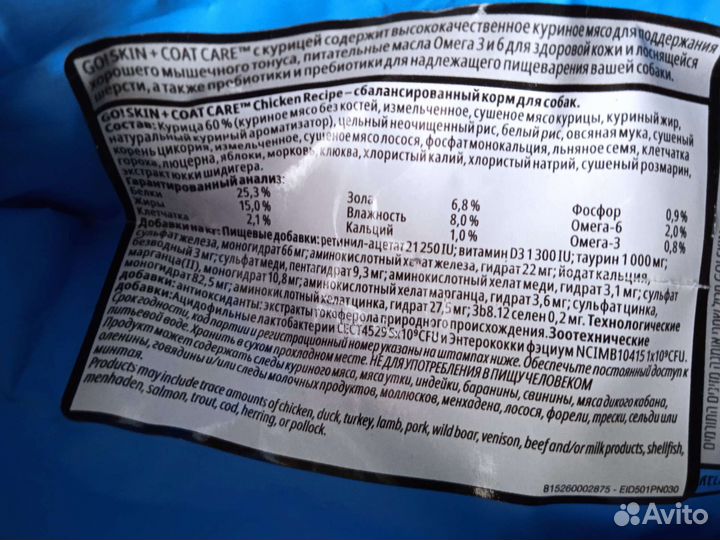 GO! SKIN + COAT CARE™ с курицей содержит высококачественное куриное мясо для поддержания
хорошего мышечного тонуса, питательные масла Омега 3 и 6 для здоровой кожи и лоснящейся
шерсти, а также пребиотики и пребиотики для надлежащего пищеварения вашей собаки.
GO! SKIN + COAT CARE™ Chicken Recipe – сбалансированный корм для собак.
Состав: Курица 60 % (куриное мясо без костей, измельченное, сушеное мясо курицы, куриный жир,
натуральный куриный ароматизатор), цельный неочищенный рис, белый рис, овсяная мука, сушеный
корень цикория, измельченное, сушеное мясо лосося, фосфат монокальция, льняное семя, клетчатка
гороха, люцерна, яблоки, морковь, клюква, хлористый калий, хлористый натрий, сушеный розмарин,
экстракт юкки шидигера.
Гарантированный анализ:
Белки 25,3 % Зола 6,8 % Фосфор 0,9%
Жиры 15,0 % Влажность 8,0 % Омега-6 2,0 %
Клетчатка 2,1 % Кальций 1,0 % Омега-3 0,8 %
Добавки на кг: Пищевые добавки: ретинил-ацетат 21 250 IU; витамин D3 1 300 IU; таурин 1 000 мг;
сульфат железа, моногидрат 66 мг; аминокислотный хелат железа, гидрат 22 мг; йодат кальция,
безводный 3 мг; сульфат меди, пентагидрат 9,3 мг; аминокислотный хелат меди, гидрат 3,1 мг; сульфат
марганца(II), моногидрат 10,8 мг; аминокислотный хелат марганца, гидрат 3,6 мг; сульфат цинка,
моногидрат 82,5 мг; аминокислотный хелат цинка, гидрат 27,5 мг; 3b8.12 селен 0,2 мг. Технологические
добавки: антиоксиданты: экстракты токоферола природного происхождения. Зоотехнические
добавки: Ацидофильные лактобактерии CECT4529 5x10⁹CFU и Энтерококки фэциум NCIMB10415 1x10⁹CFU.
Срок годности, код партии и регистрационный номер указаны на штампах ниже. Обеспечьте постоянный доступ к
питьевой воде. Хранить в сухом прохладном месте. НЕ ДЛЯ УПОТРЕБЛЕНИЯ В ПИЩУ ЧЕЛОВЕКОМ
Продукт может содержать следы куриного мяса, мяса утки, индейки, баранины, свинины, мяса дикого кабана,
оленины, говядины и/или следы молочных продуктов, моллюсков, менхадена, лосося, форели, трески, сельди или
минтая.
Products may include trace amounts of chicken, duck, turkey, lamb, pork, wild boar, venison, beef and/or milk products, shellfish,
menhaden, salmon, trout, cod, herring, or pollock.
815260002875 - EID501PN030
Avito